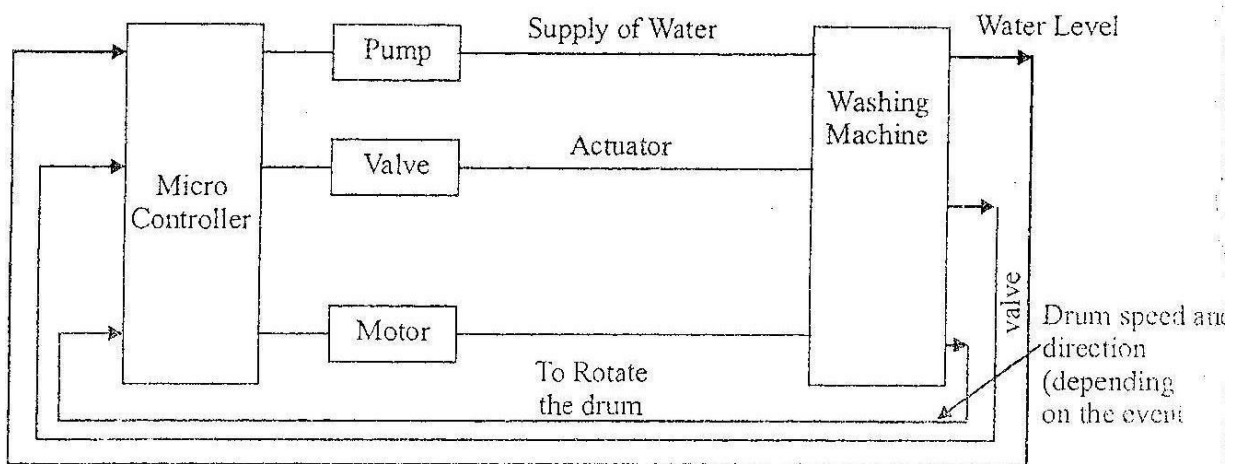 Pump
Supply of Water
Water Level
Washing
Machine
Valve
Actuator
Micro
Controller
valve
Motor
Drum speed and
direction
(depending
on the event
To Rotate
the drum